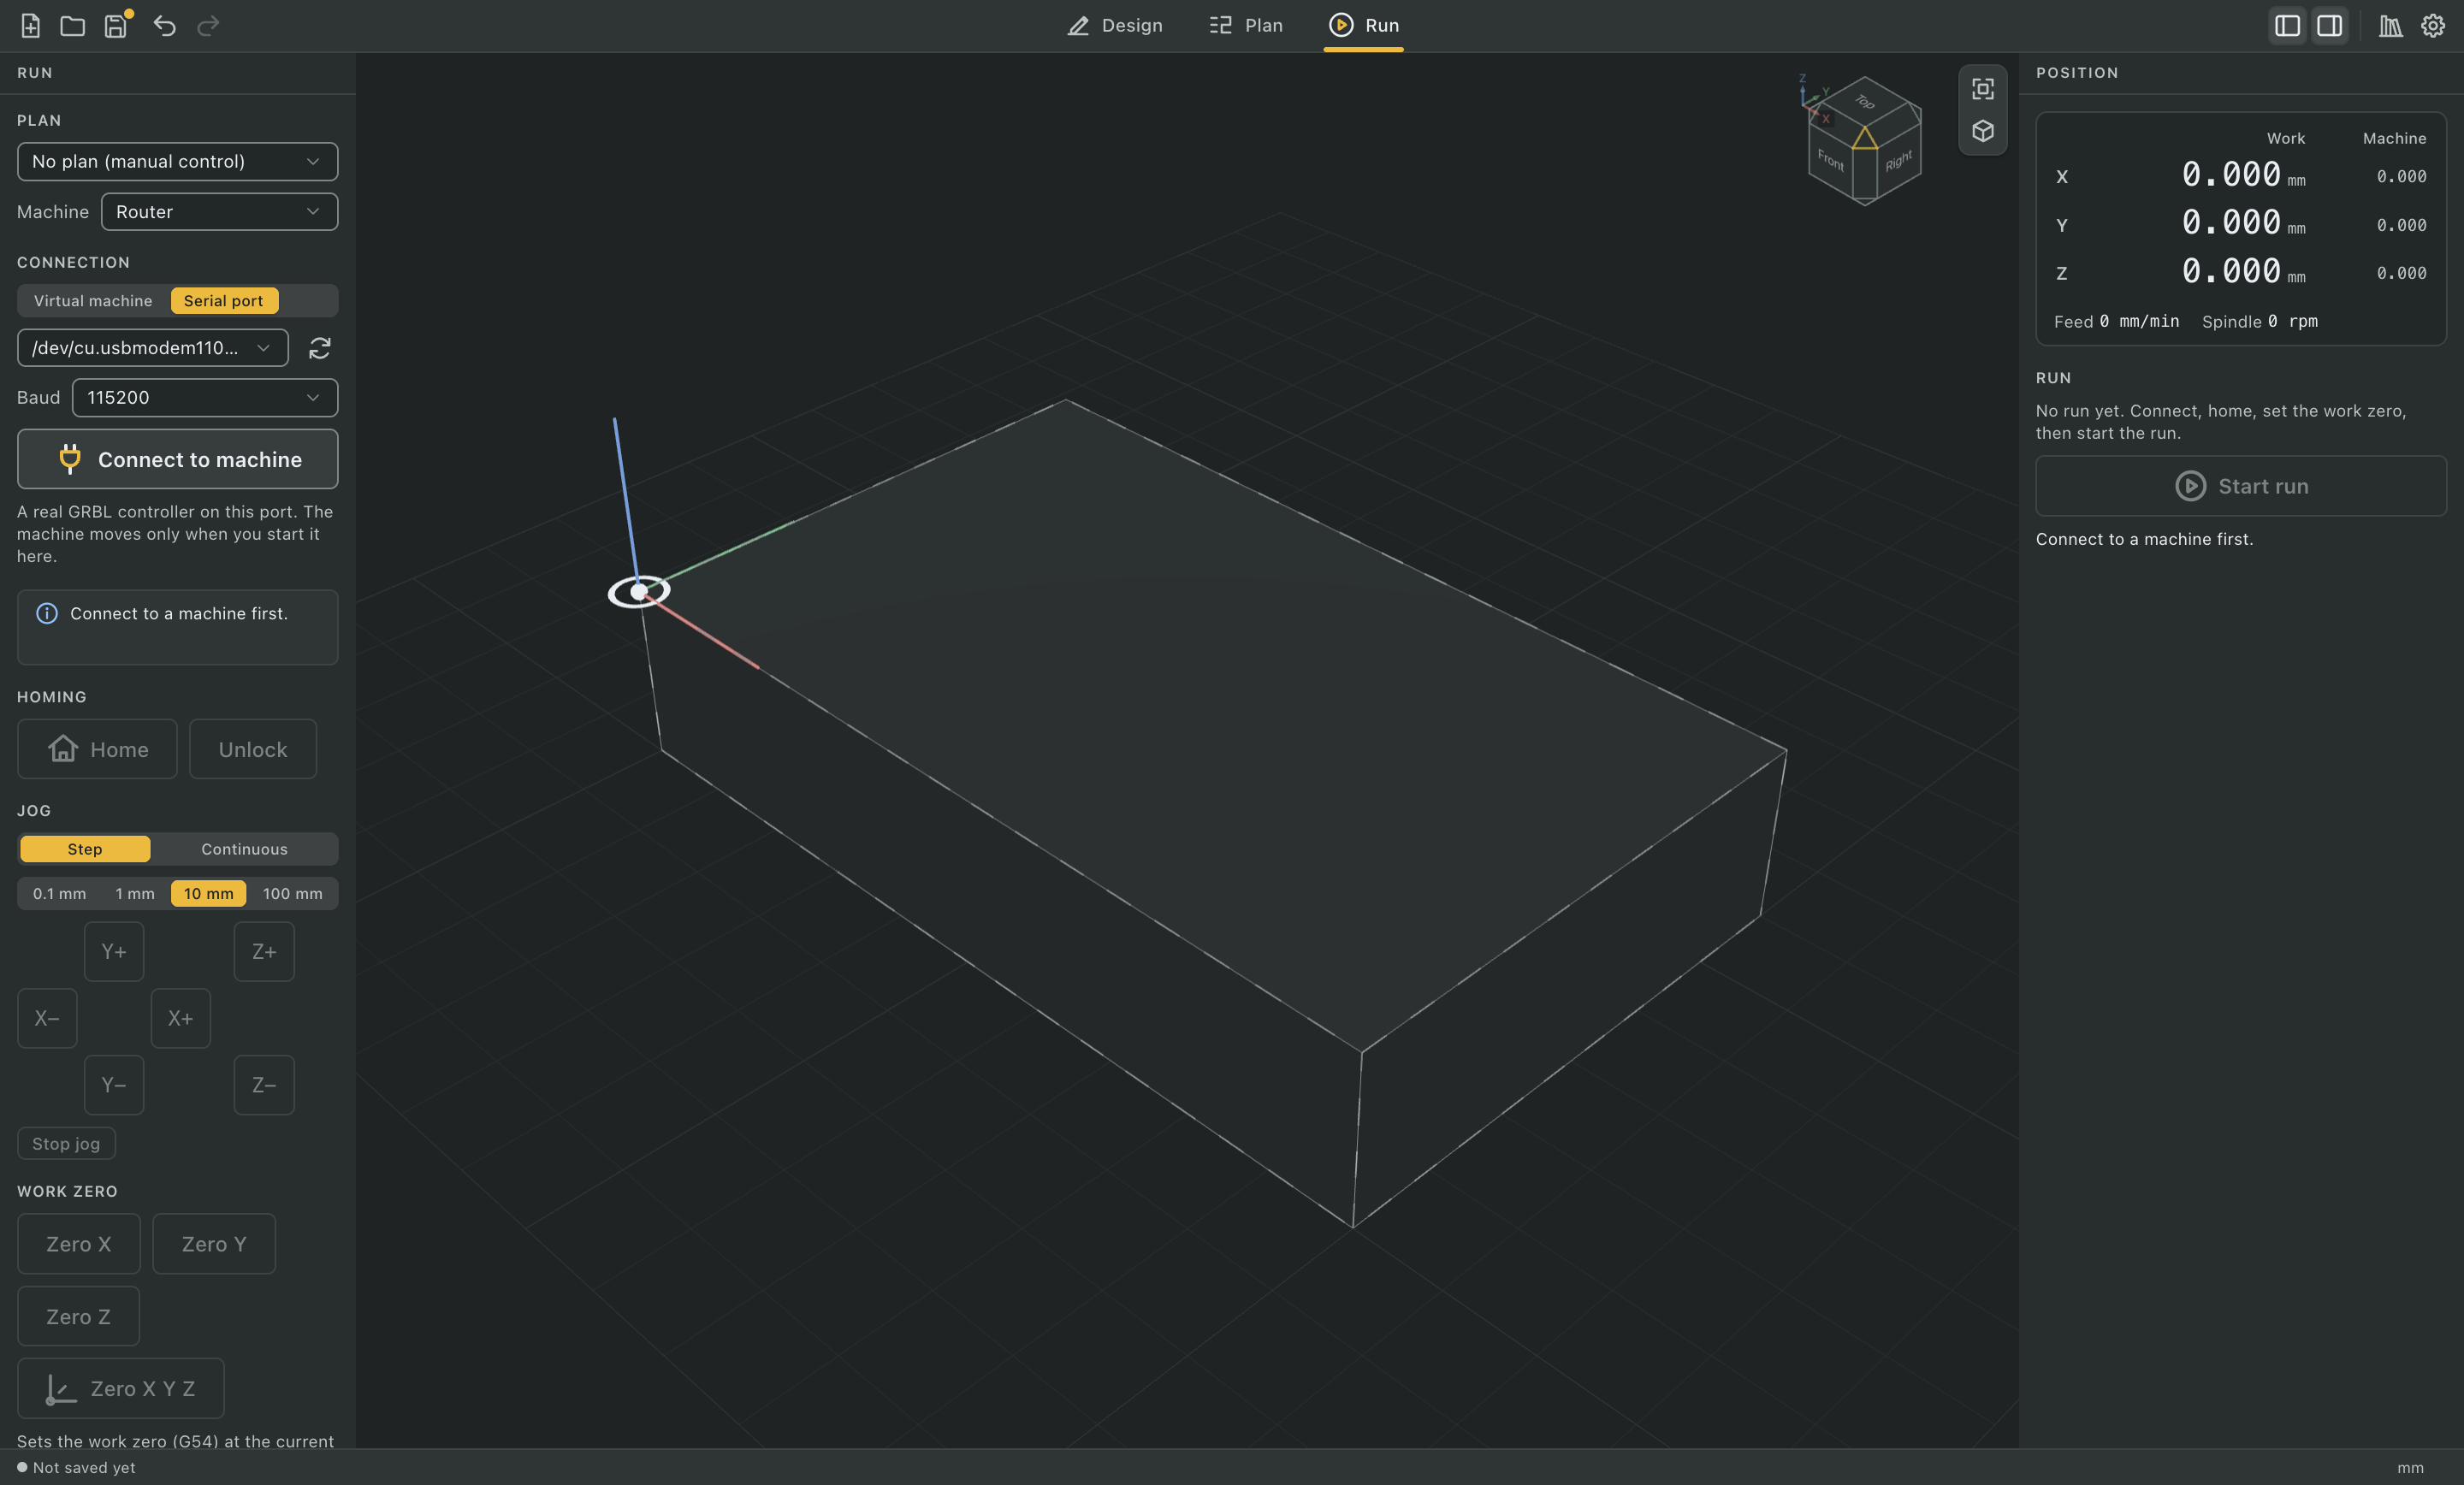 Design
Plan
Run
RUN
PLAN
No plan (manual control)
Machine
Router
CONNECTION
Virtual machine
Serial port
/dev/cu.usbmodem110...
Baud
115200
Connect to machine
A real GRBL controller on this port. The
machine moves only when you start it
here.
Connect to a machine first.
HOMING
Home
Unlock
JOG
Step
Continuous
0.1 mm
1 mm
10 mm
100 mm
Y+
Z+
X−
X+
Y−
Z−
Stop jog
WORK ZERO
Zero X
Zero Y
Zero Z
Zero X Y Z
Sets the work zero (G54) at the current
Z
Y
X
Top
Front
Right
POSITION
Work
Machine
X
0.000 mm
0.000
Y
0.000 mm
0.000
Z
0.000 mm
0.000
Feed 0 mm/min
Spindle 0 rpm
RUN
No run yet. Connect, home, set the work zero,
then start the run.
Start run
Connect to a machine first.
Not saved yet
mm